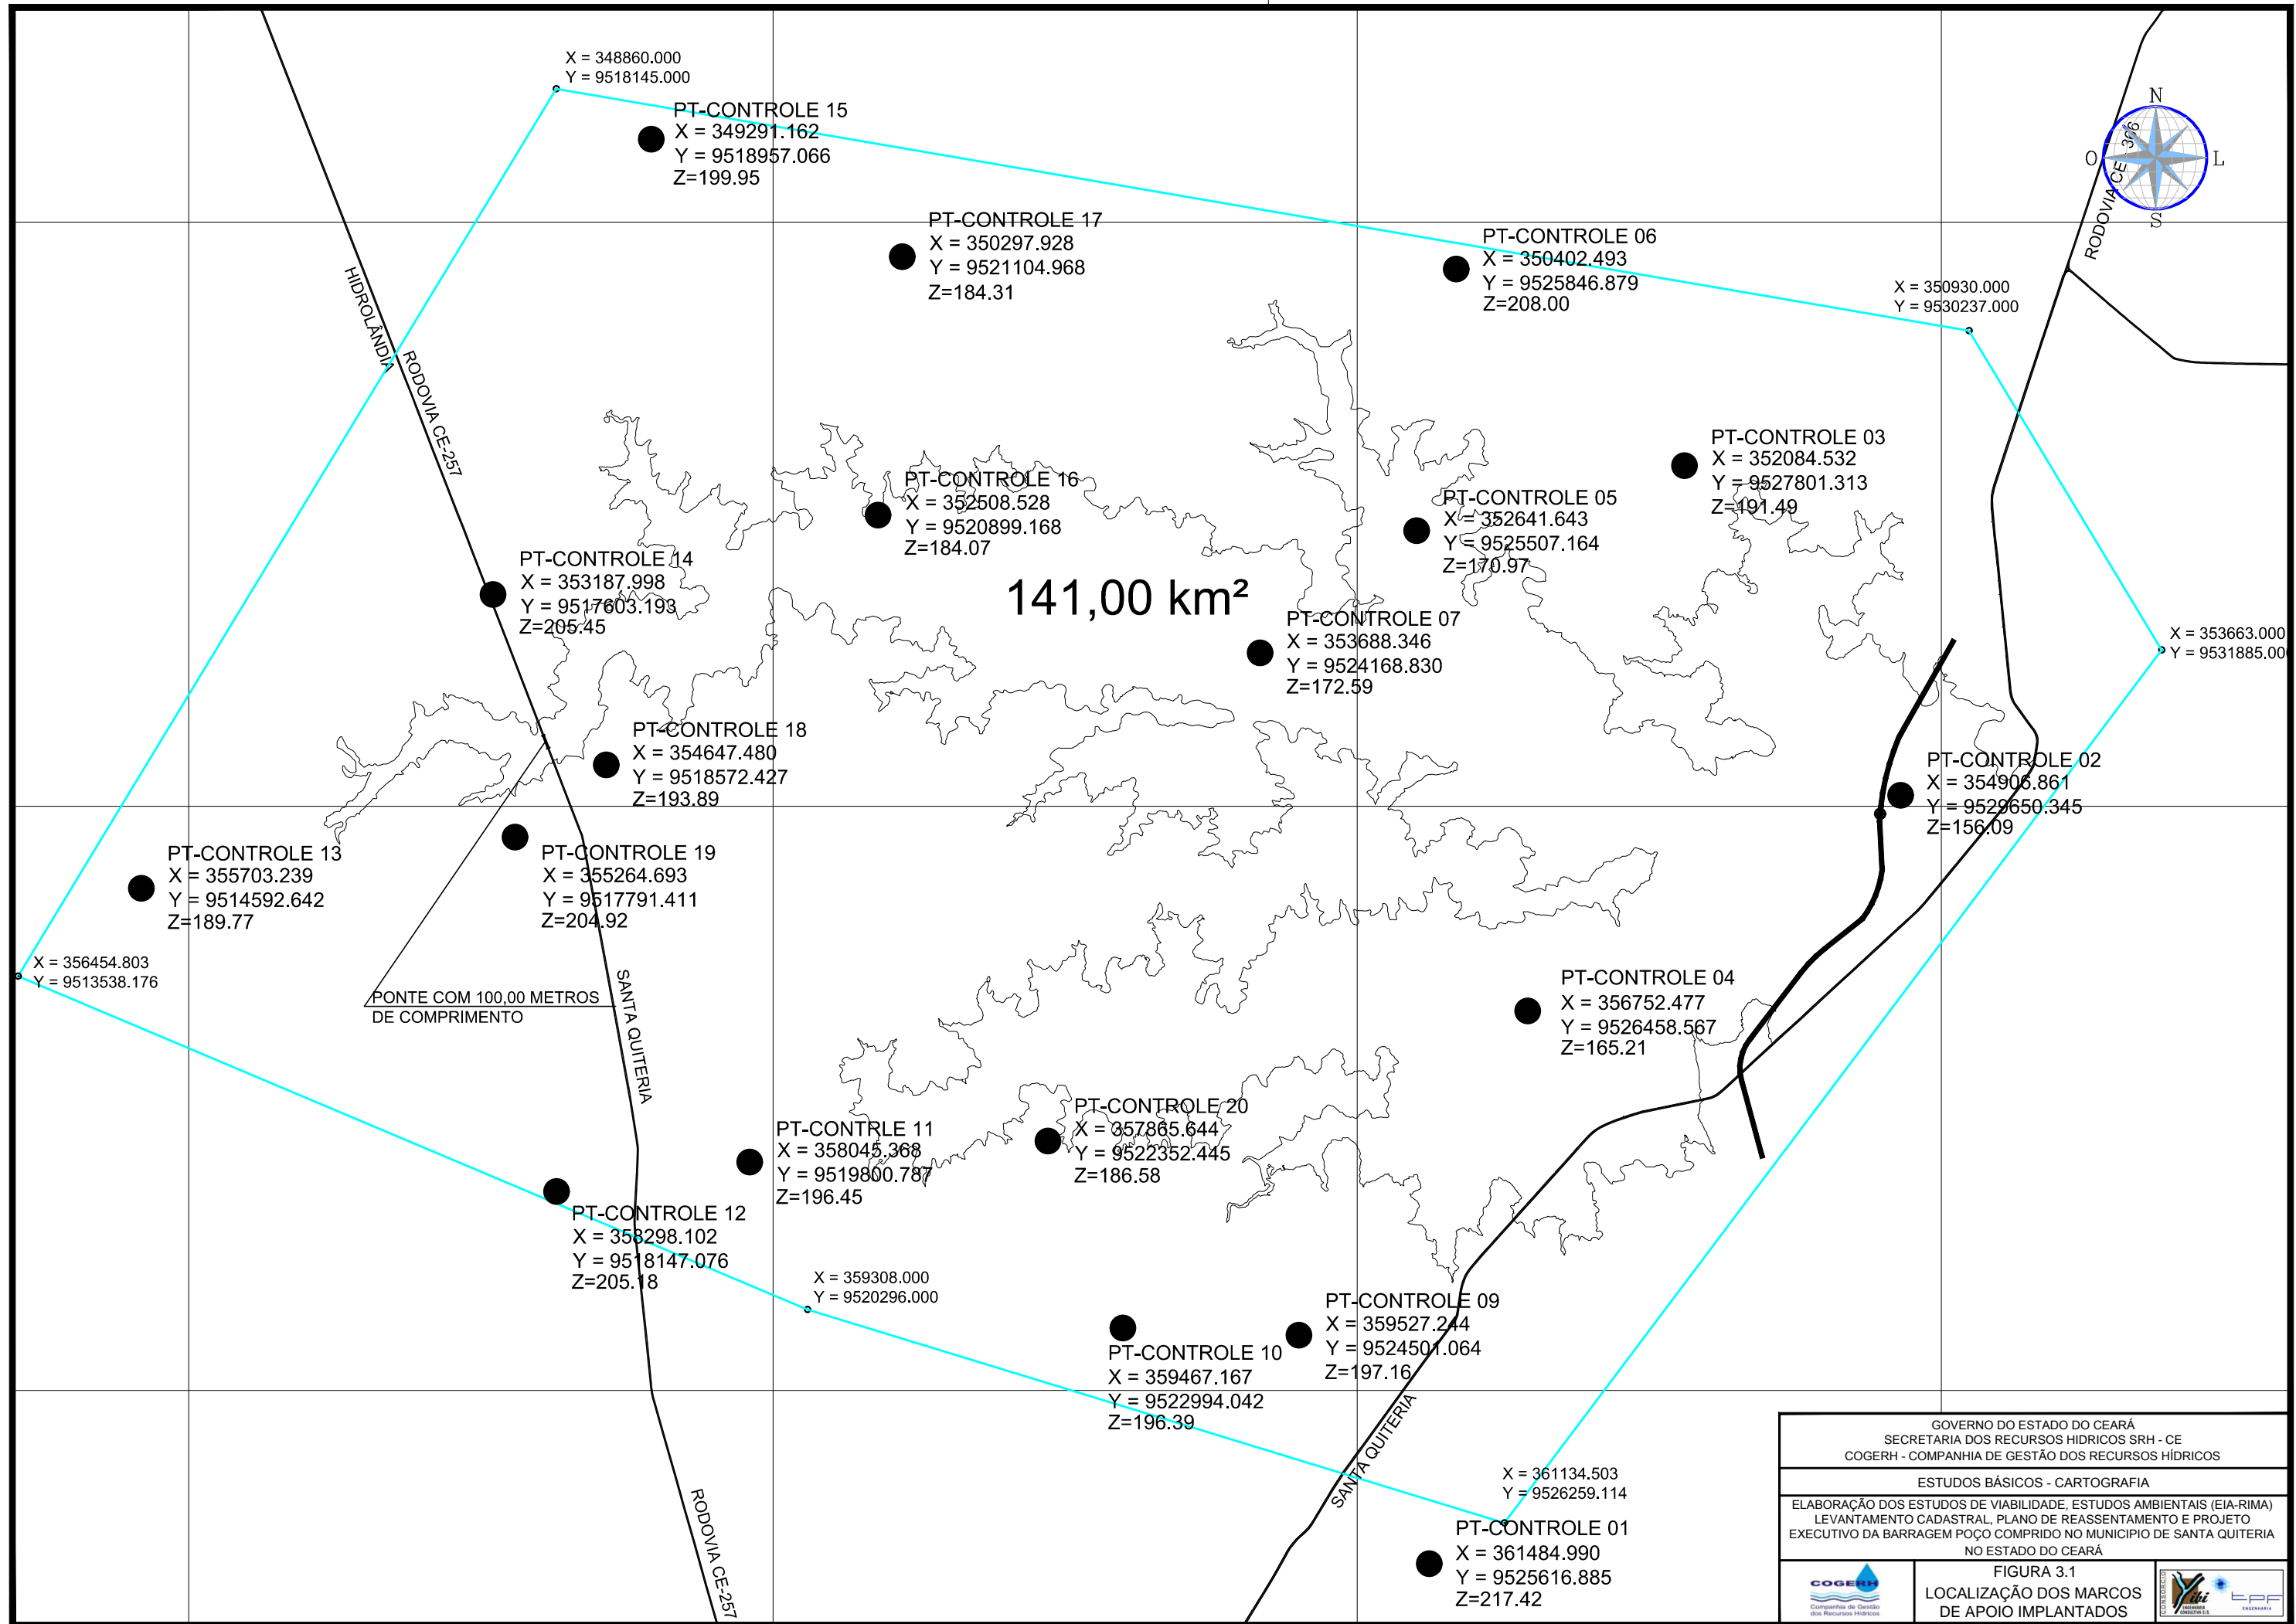 X = 348860.000
Y = 9518145.000
PT-CONTROLE 15
X = 349291.162
Y = 9518957.066
Z=199.95
N
O
L
S
RODOVIA CE 366
PT-CONTROLE 17
X = 350297.928
Y = 9521104.968
Z=184.31
PT-CONTROLE 06
X = 350402.493
Y = 9525846.879
Z=208.00
X = 350930.000
Y = 9530237.000
HIDROLÂNDIA
RODOVIA CE-257
PT-CONTROLE 03
X = 352084.532
Y = 9527801.313
Z=191.49
PT-CONTROLE 16
X = 352508.528
Y = 9520899.168
Z=184.07
PT-CONTROLE 05
X = 352641.643
Y = 9525507.164
Z=170.97
PT-CONTROLE 14
X = 353187.998
Y = 9517603.193
Z=205.45
141,00 km²
PT-CONTROLE 07
X = 353688.346
Y = 9524168.830
Z=172.59
X = 353663.000
Y = 9531885.00
PT-CONTROLE 18
X = 354647.480
Y = 9518572.427
Z=193.89
PT-CONTROLE 02
X = 354906.861
Y = 9529650.345
Z=156.09
PT-CONTROLE 13
X = 355703.239
Y = 9514592.642
Z=189.77
PT-CONTROLE 19
X = 355264.693
Y = 9517791.411
Z=204.92
X = 356454.803
Y = 9513538.176
PONTE COM 100,00 METROS
DE COMPRIMENTO
SANTA QUITERIA
PT-CONTROLE 04
X = 356752.477
Y = 9526458.567
Z=165.21
PT-CONTRLE 11
X = 358045.368
Y = 9519800.787
Z=196.45
PT-CONTROLE 20
X = 357865.644
Y = 9522352.445
Z=186.58
PT-CONTROLE 12
X = 358298.102
Y = 9518147.076
Z=205.18
X = 359308.000
Y = 9520296.000
PT-CONTROLE 10
X = 359467.167
Y = 9522994.042
Z=196.39
PT-CONTROLE 09
X = 359527.244
Y = 9524501.064
Z=197.16
SANTA QUITERIA
RODOVIA CE-257
X = 361134.503
Y = 9526259.114
PT-CONTROLE 01
X = 361484.990
Y = 9525616.885
Z=217.42
GOVERNO DO ESTADO DO CEARÁ
SECRETARIA DOS RECURSOS HIDRICOS SRH - CE
COGERH - COMPANHIA DE GESTÃO DOS RECURSOS HÍDRICOS
ESTUDOS BÁSICOS - CARTOGRAFIA
ELABORAÇÃO DOS ESTUDOS DE VIABILIDADE, ESTUDOS AMBIENTAIS (EIA-RIMA)
LEVANTAMENTO CADASTRAL, PLANO DE REASSENTAMENTO E PROJETO
EXECUTIVO DA BARRAGEM POÇO COMPRIDO NO MUNICIPIO DE SANTA QUITERIA
NO ESTADO DO CEARÁ
COGERH
Companhia de Gestão
dos Recursos Hídricos
FIGURA 3.1
LOCALIZAÇÃO DOS MARCOS
DE APOIO IMPLANTADOS
CONSORCIO
Yibi
ENGENHARIA
CONSULTIVA S/S
tpf
ENGENHARIA